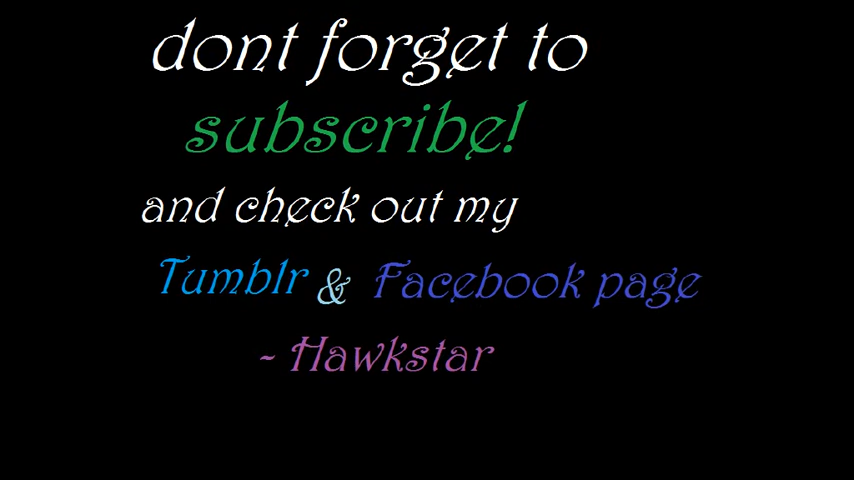 dont forget to
subscribe!
and check out my
Tumblr & Facebook page
- Hawkstar